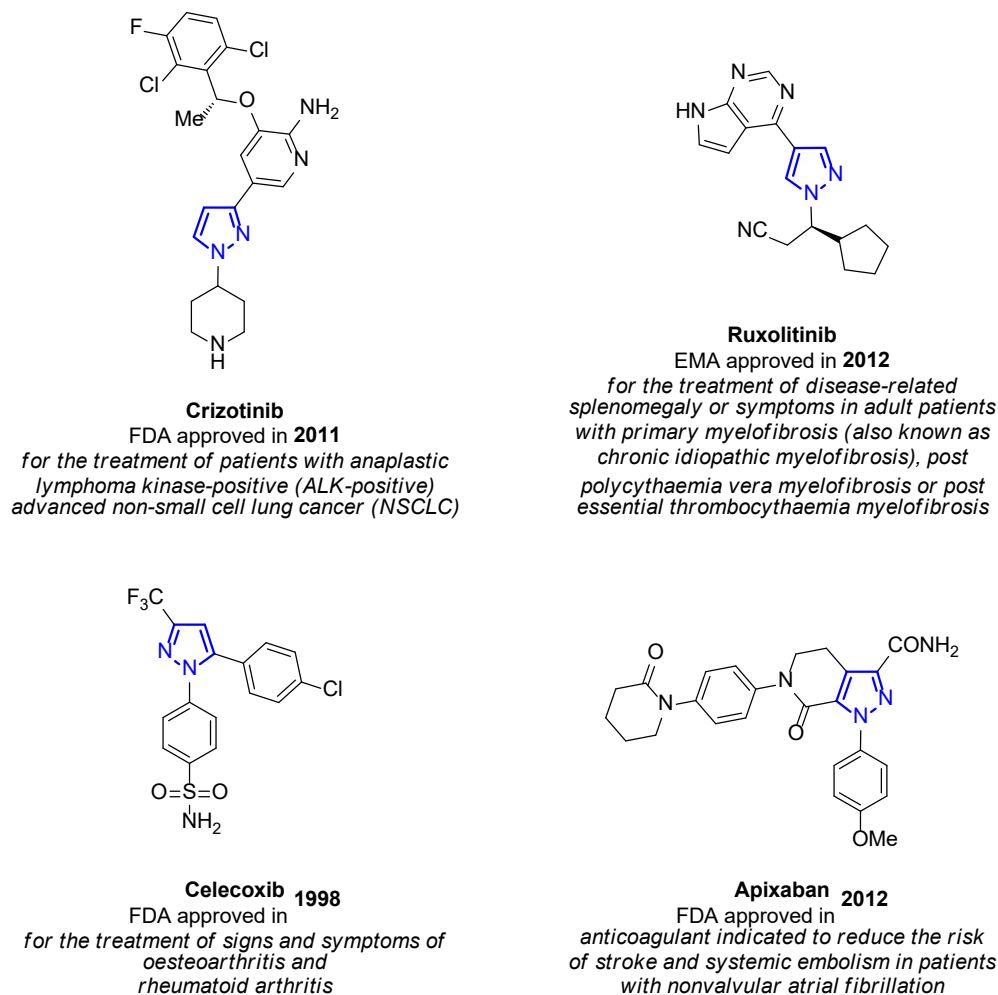 F
Cl
Cl
O
Me
NH2
N
N
N
N
H
Crizotinib
FDA approved in 2011
for the treatment of patients with anaplastic
lymphoma kinase-positive (ALK-positive)
advanced non-small cell lung cancer (NSCLC)
N
N
HN
N
N
NC
Ruxolitinib
EMA approved in 2012
for the treatment of disease-related
splenomegaly or symptoms in adult patients
with primary myelofibrosis (also known as
chronic idiopathic myelofibrosis), post
polycythaemia vera myelofibrosis or post
essential thrombocythaemia myelofibrosis
F3C
N
N
Cl
O=S=O
NH2
Celecoxib
FDA approved in 1998
for the treatment of signs and symptoms of
oesteoarthritis and
rheumatoid arthritis
O
N
N
O
CONH2
N
N
OMe
Apixaban
FDA approved in 2012
anticoagulant indicated to reduce the risk
of stroke and systemic embolism in patients
with nonvalvular atrial fibrillation